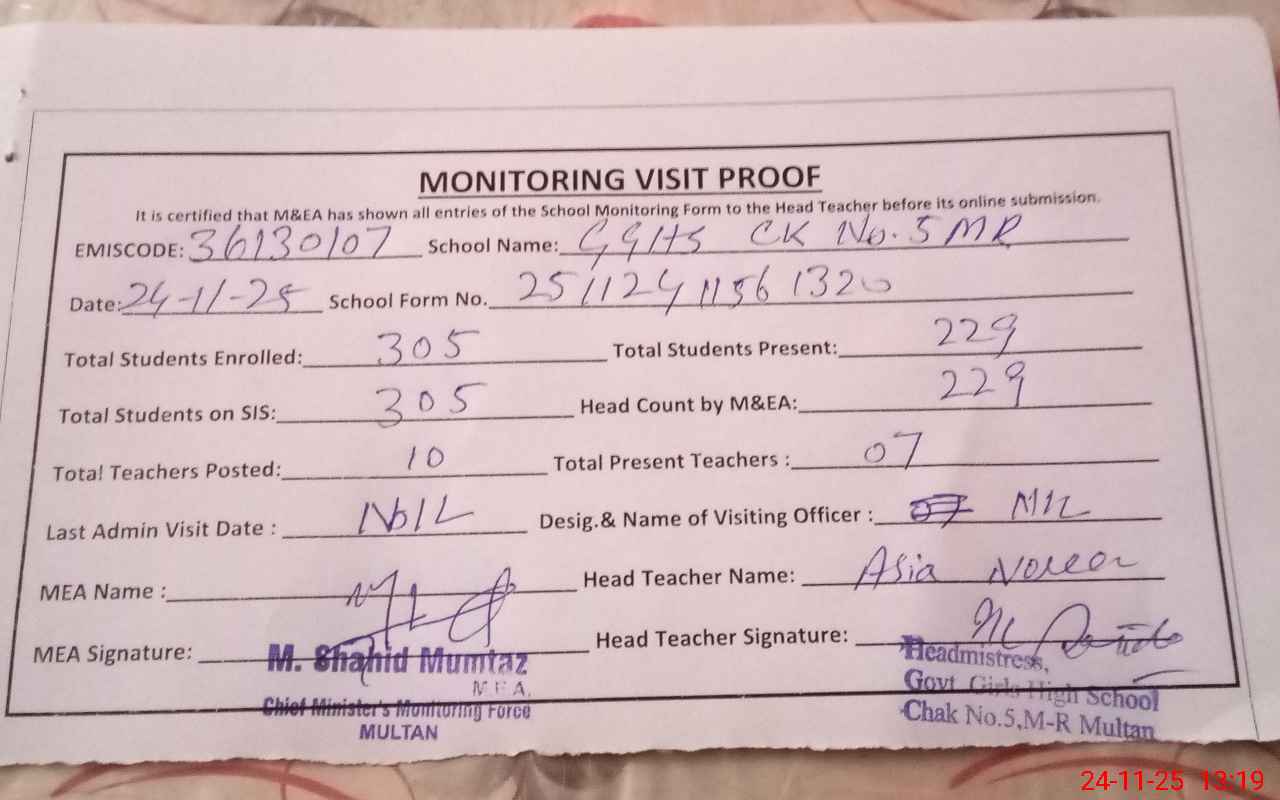 MONITORING VISIT PROOF
It is certified that M&EA has shown all entries of the School Monitoring Form to the Head Teacher before its online submission.
EMISCODE: 36130107 School Name: GGHS CK No. 5 MR
Date: 24-11-25 School Form No. 25112411561320
Total Students Enrolled: 305 Total Students Present: 229
Total Students on SIS: 305 Head Count by M&EA: 229
Total Teachers Posted: 10 Total Present Teachers : 07
Last Admin Visit Date : NoIL Desig.& Name of Visiting Officer : MIL
MEA Name : Head Teacher Name: Asia Noreen
MEA Signature: Head Teacher Signature:
M. Shahid Mumtaz
M.E.A.
Chief Minister's Monitoring Force
MULTAN
Headmistress,
Govt Girls High School
Chak No.5,M-R Multan
24-11-25 13:19